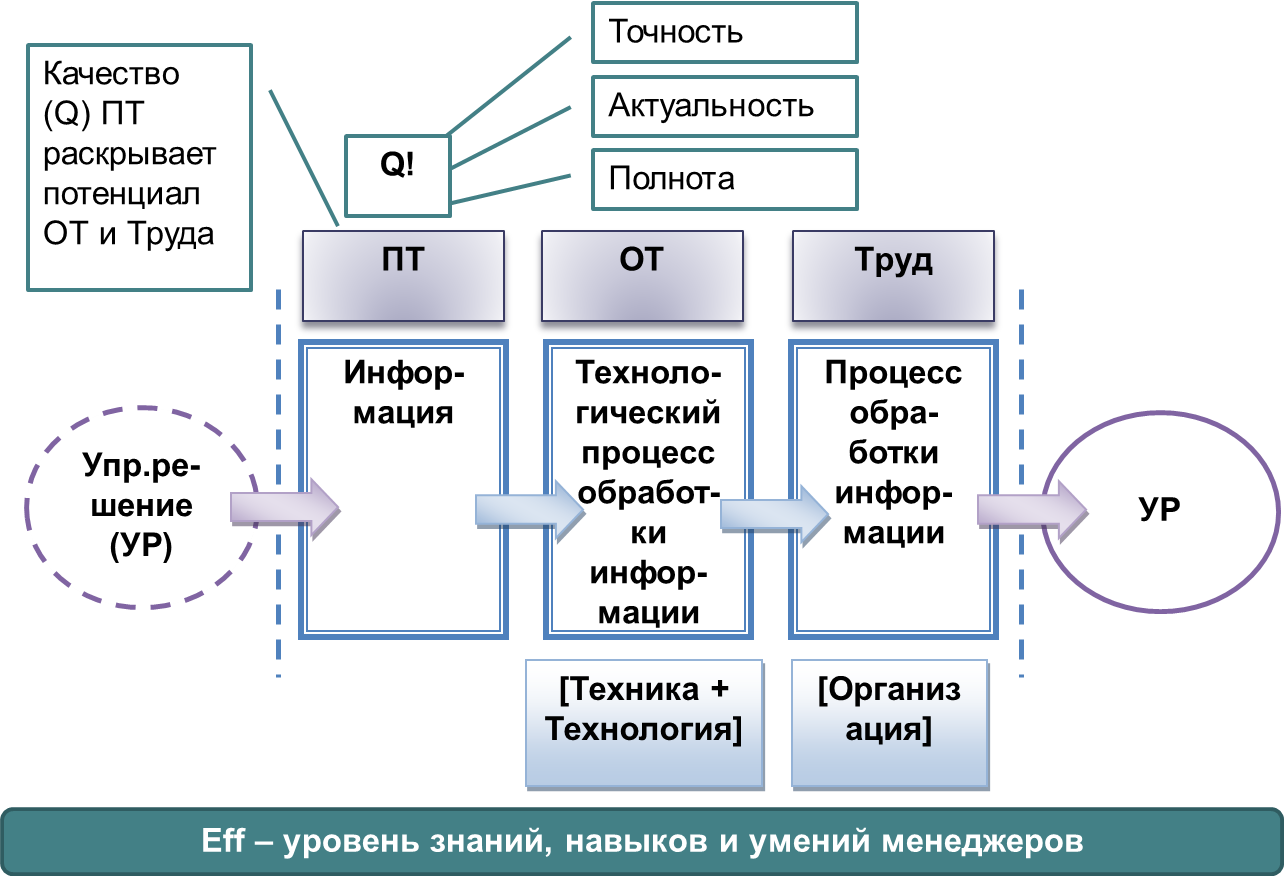 Качество
(Q) ПТ
раскрывает
потенциал
ОТ и Труда
Q!
Точность
Актуальность
Полнота
ПТ
ОТ
Труд
Упр.ре-
шение
(УР)
Инфор-
мация
Техноло-
гический
процесс
обработ-
ки
инфор-
мации
Процесс
обра-
ботки
инфор-
мации
УР
[Техника +
Технология]
[Организ
ация]
Eff – уровень знаний, навыков и умений менеджеров